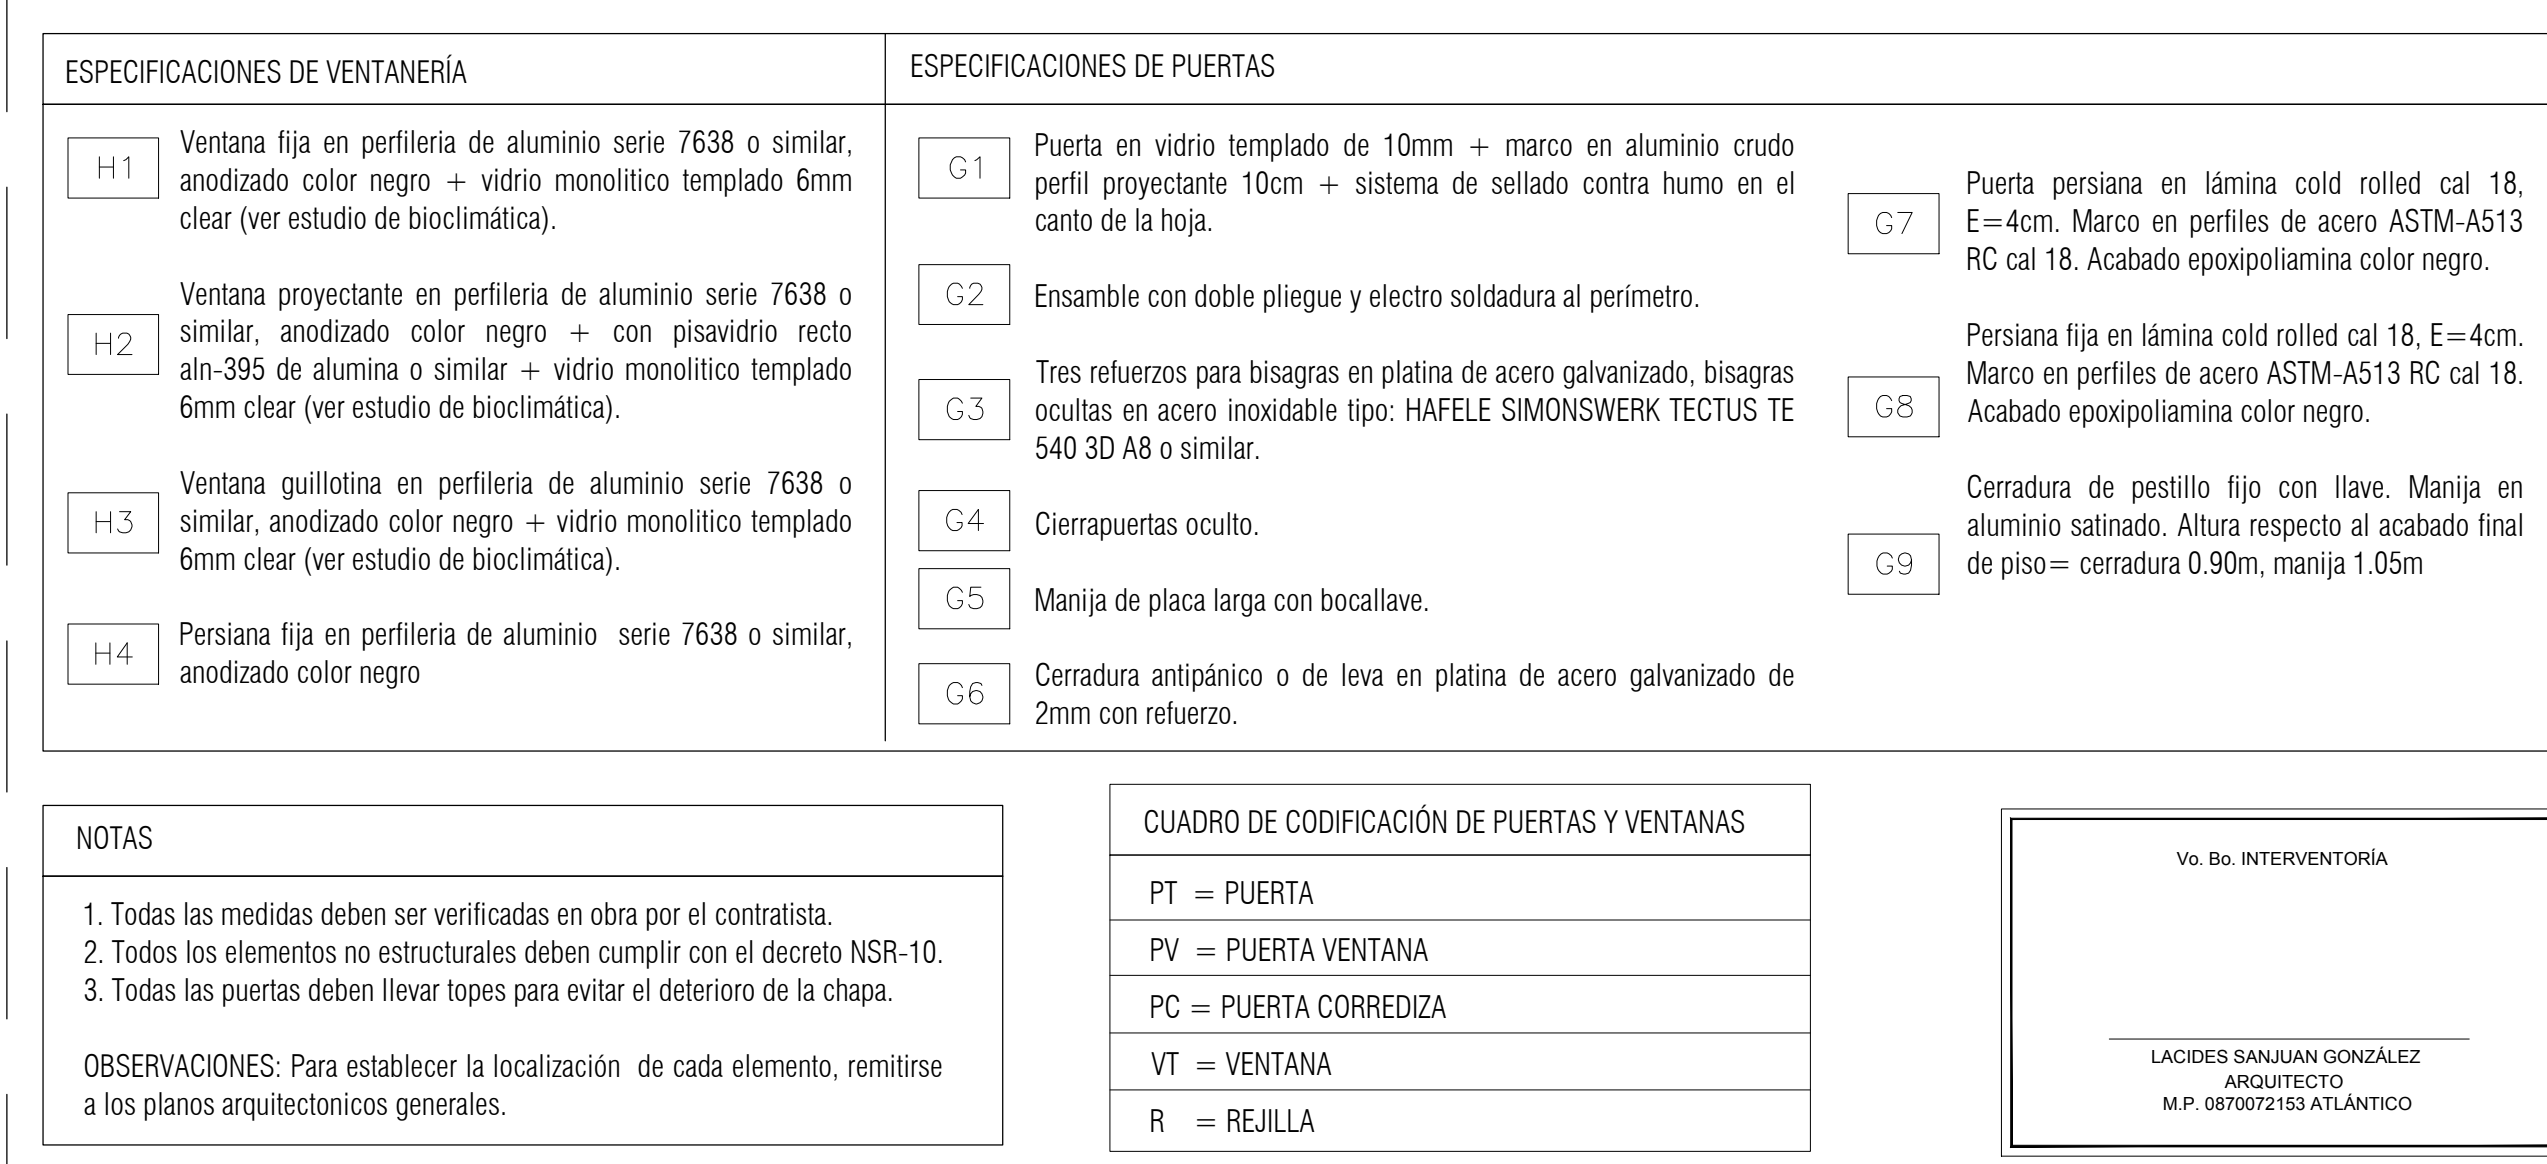 ESPECIFICACIONES DE VENTANERÍA
H1
Ventana fija en perfileria de aluminio serie 7638 o similar,
anodizado color negro + vidrio monolitico templado 6mm
clear (ver estudio de bioclimática).
H2
Ventana proyectante en perfileria de aluminio serie 7638 o
similar, anodizado color negro + con pisavidrio recto
aln-395 de alumina o similar + vidrio monolitico templado
6mm clear (ver estudio de bioclimática).
H3
Ventana guillotina en perfileria de aluminio serie 7638 o
similar, anodizado color negro + vidrio monolitico templado
6mm clear (ver estudio de bioclimática).
H4
Persiana fija en perfileria de aluminio serie 7638 o similar,
anodizado color negro
ESPECIFICACIONES DE PUERTAS
G1
Puerta en vidrio templado de 10mm + marco en aluminio crudo
perfil proyectante 10cm + sistema de sellado contra humo en el
canto de la hoja.
G2
Ensamble con doble pliegue y electro soldadura al perímetro.
G3
Tres refuerzos para bisagras en platina de acero galvanizado, bisagras
ocultas en acero inoxidable tipo: HAFELE SIMONSWERK TECTUS TE
540 3D A8 o similar.
G4
Cierrapuertas oculto.
G5
Manija de placa larga con bocallave.
G6
Cerradura antipánico o de leva en platina de acero galvanizado de
2mm con refuerzo.
G7
Puerta persiana en lámina cold rolled cal 18,
E=4cm. Marco en perfiles de acero ASTM-A513
RC cal 18. Acabado epoxipoliamina color negro.
G8
Persiana fija en lámina cold rolled cal 18, E=4cm.
Marco en perfiles de acero ASTM-A513 RC cal 18.
Acabado epoxipoliamina color negro.
G9
Cerradura de pestillo fijo con llave. Manija en
aluminio satinado. Altura respecto al acabado final
de piso= cerradura 0.90m, manija 1.05m
NOTAS
1. Todas las medidas deben ser verificadas en obra por el contratista.
2. Todos los elementos no estructurales deben cumplir con el decreto NSR-10.
3. Todas las puertas deben llevar topes para evitar el deterioro de la chapa.
OBSERVACIONES: Para establecer la localización de cada elemento, remitirse
a los planos arquitectonicos generales.
CUADRO DE CODIFICACIÓN DE PUERTAS Y VENTANAS
PT = PUERTA
PV = PUERTA VENTANA
PC = PUERTA CORREDIZA
VT = VENTANA
R = REJILLA
Vo. Bo. INTERVENTORÍA
LACIDES SANJUAN GONZÁLEZ
ARQUITECTO
M.P. 0870072153 ATLÁNTICO